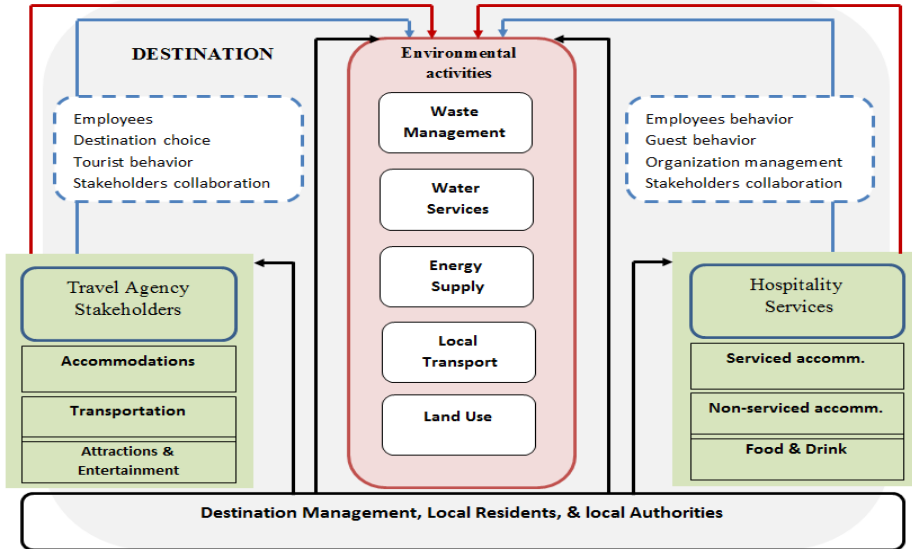 DESTINATION
Environmental
activities
Waste
Management
Water
Services
Energy
Supply
Local
Transport
Land Use
Employees
Destination choice
Tourist behavior
Stakeholders collaboration
Employees behavior
Guest behavior
Organization management
Stakeholders collaboration
Travel Agency
Stakeholders
Accommodations
Transportation
Attractions &
Entertainment
Hospitality
Services
Serviced accomm.
Non-serviced accomm.
Food & Drink
Destination Management, Local Residents, & local Authorities